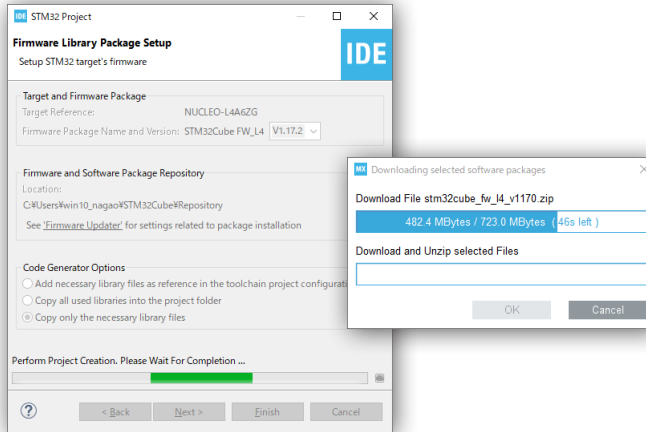 IDE STM32 Project
Firmware Library Package Setup
Setup STM32 target's firmware
IDE
Target and Firmware Package
Target Reference: NUCLEO-L4A6ZG
Firmware Package Name and Version: STM32Cube FW_L4 V1.17.2
Firmware and Software Package Repository
Location:
C:¥Users¥win10_nagao¥STM32Cube¥Repository
See 'Firmware Updater' for settings related to package installation
Code Generator Options
Add necessary library files as reference in the toolchain project configurati
Copy all used libraries into the project folder
Copy only the necessary library files
Perform Project Creation. Please Wait For Completion ...
? < Back Next > Finish Cancel
MX Downloading selected software packages
Download File stm32cube_fw_l4_v1170.zip
482.4 MBytes / 723.0 MBytes ( 46s left )
Download and Unzip selected Files
OK Cancel